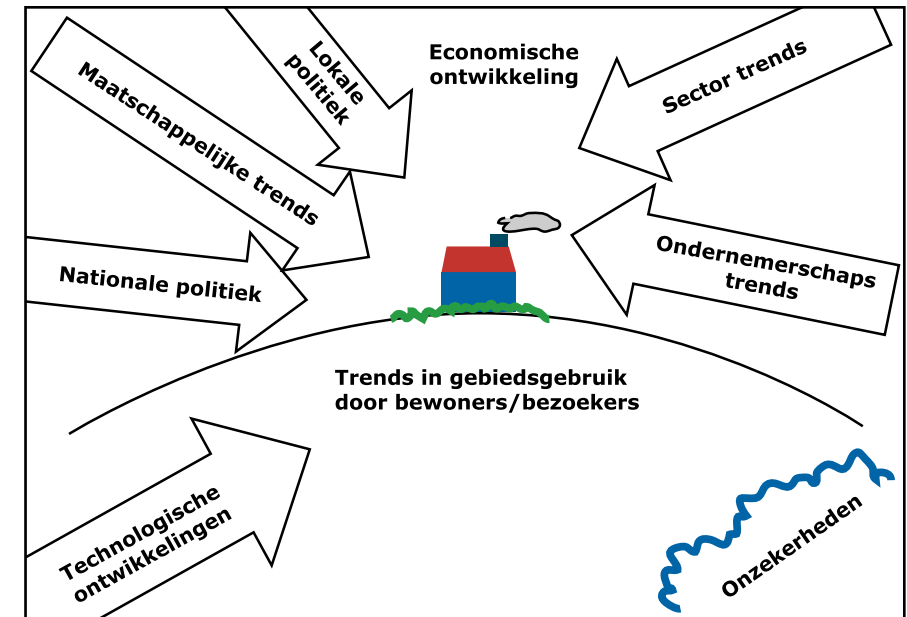 Lokale
politiek
Economische
ontwikkeling
Sector trends
Maatschappelijke trends
Nationale politiek
Ondernemerschaps
trends
Trends in gebiedsgebruik
door bewoners/bezoekers
Technologische
ontwikkelingen
Onzekerheden